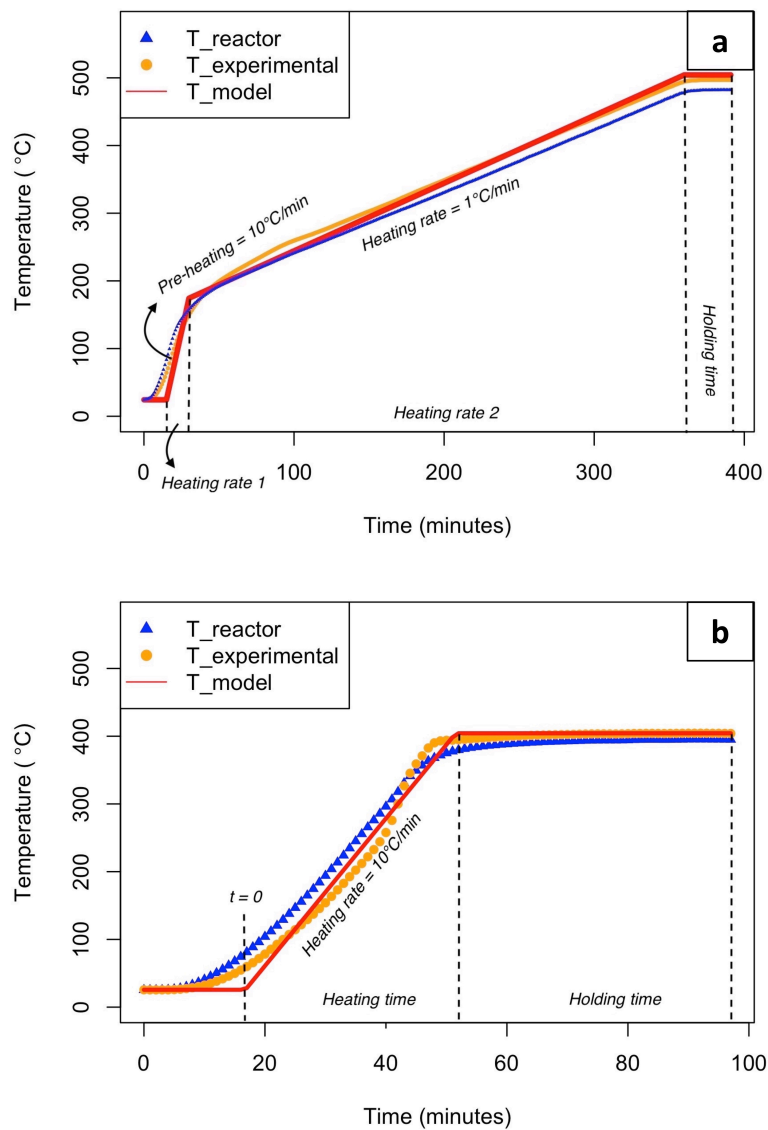 a
T_reactor
T_experimental
T_model
Temperature ( °C)
500
400
300
200
100
0
Pre-heating = 10°C/min
Heating rate = 1°C/min
Holding time
Heating rate 2
Heating rate 1
0
100
200
300
400
Time (minutes)
b
T_reactor
T_experimental
T_model
Temperature ( °C)
500
400
300
200
100
0
t = 0
Heating rate = 10°C/min
Heating time
Holding time
0
20
40
60
80
100
Time (minutes)